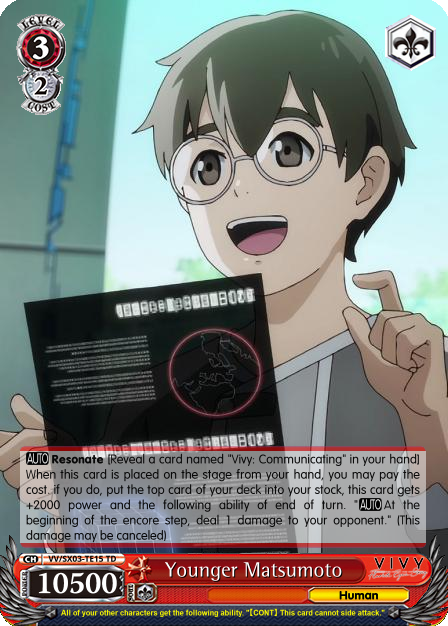 LEVEL
3
2
COST
AUTO Resonate [Reveal a card named "Vivy: Communicating" in your hand]
When this card is placed on the stage from your hand, you may pay the
cost. if you do, put the top card of your deck into your stock, this card gets
+2000 power and the following ability of end of turn. "AUTO At the
beginning of the encore step, deal 1 damage to your opponent." (This
damage may be canceled)
CH VV/SX03-TE15 TD
POWER 10500 SOUL
Younger Matsumoto
VIVY
Human
All of your other characters get the following ability. "【CONT】 This card cannot side attack."